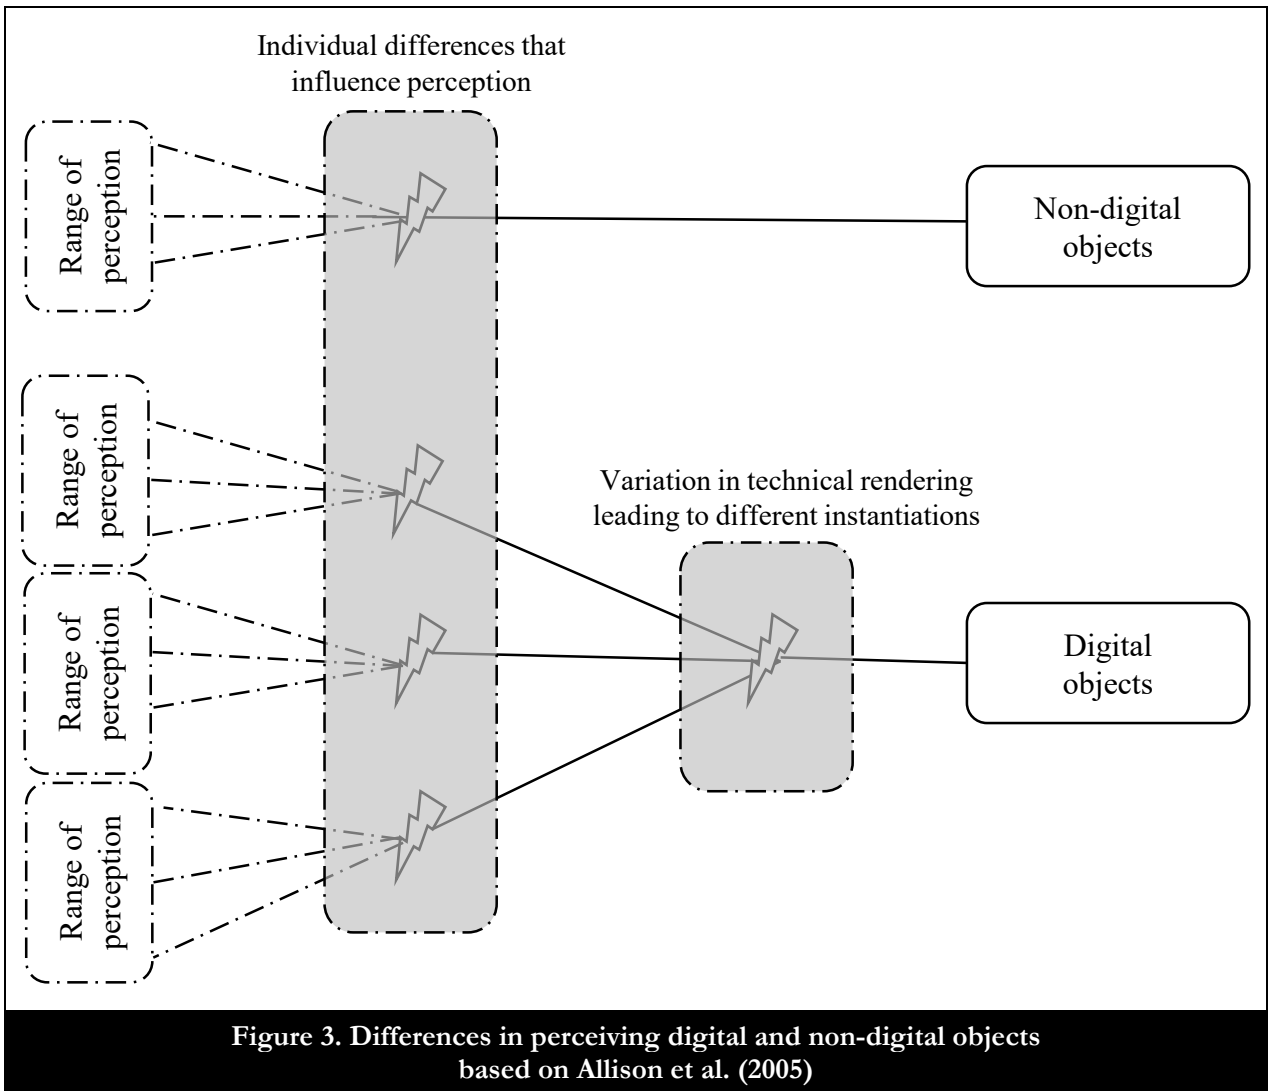 Individual differences that
influence perception
Range of
perception
Non-digital
objects
Range of
perception
Variation in technical rendering
leading to different instantiations
Range of
perception
Digital
objects
Range of
perception
Figure 3. Differences in perceiving digital and non-digital objects
based on Allison et al. (2005)